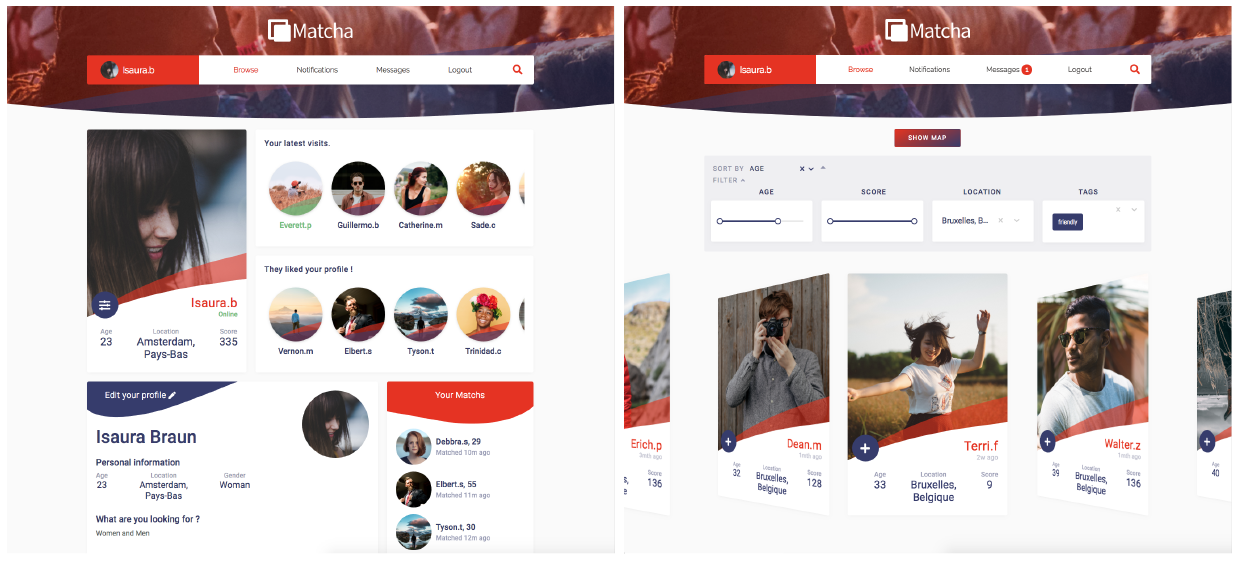 Matcha
Isaura.b
Browse
Notifications
Messages
Logout
Isaura.b
Online
Age
23
Location
Amsterdam,
Pays-Bas
Score
335
Your latest visits.
Everett.p
Guillermo.b
Catherine.m
Sade.c
They liked your profile !
Vernon.m
Elbert.s
Tyson.t
Trinidad.c
Edit your profile
Isaura Braun
Personal information
Age
23
Location
Amsterdam,
Pays-Bas
Gender
Woman
What are you looking for ?
Women and Men
Your Matchs
Debbra.s, 29
Matched 10m ago
Elbert.s, 55
Matched 11m ago
Tyson.t, 30
Matched 12m ago
Matcha
Isaura.b
Browse
Notifications
Messages 1
Logout
SHOW MAP
SORT BY AGE
FILTER
AGE
SCORE
LOCATION
Bruxelles, B...
TAGS
friendly
Erich.p
Score
136
Dean.m
1mth ago
Age
32
Location
Bruxelles,
Belgique
Score
128
Terri.f
2w ago
Age
33
Location
Bruxelles,
Belgique
Score
9
Walter.z
1mth ago
Age
39
Location
Bruxelles,
Belgique
Score
136
Age
40